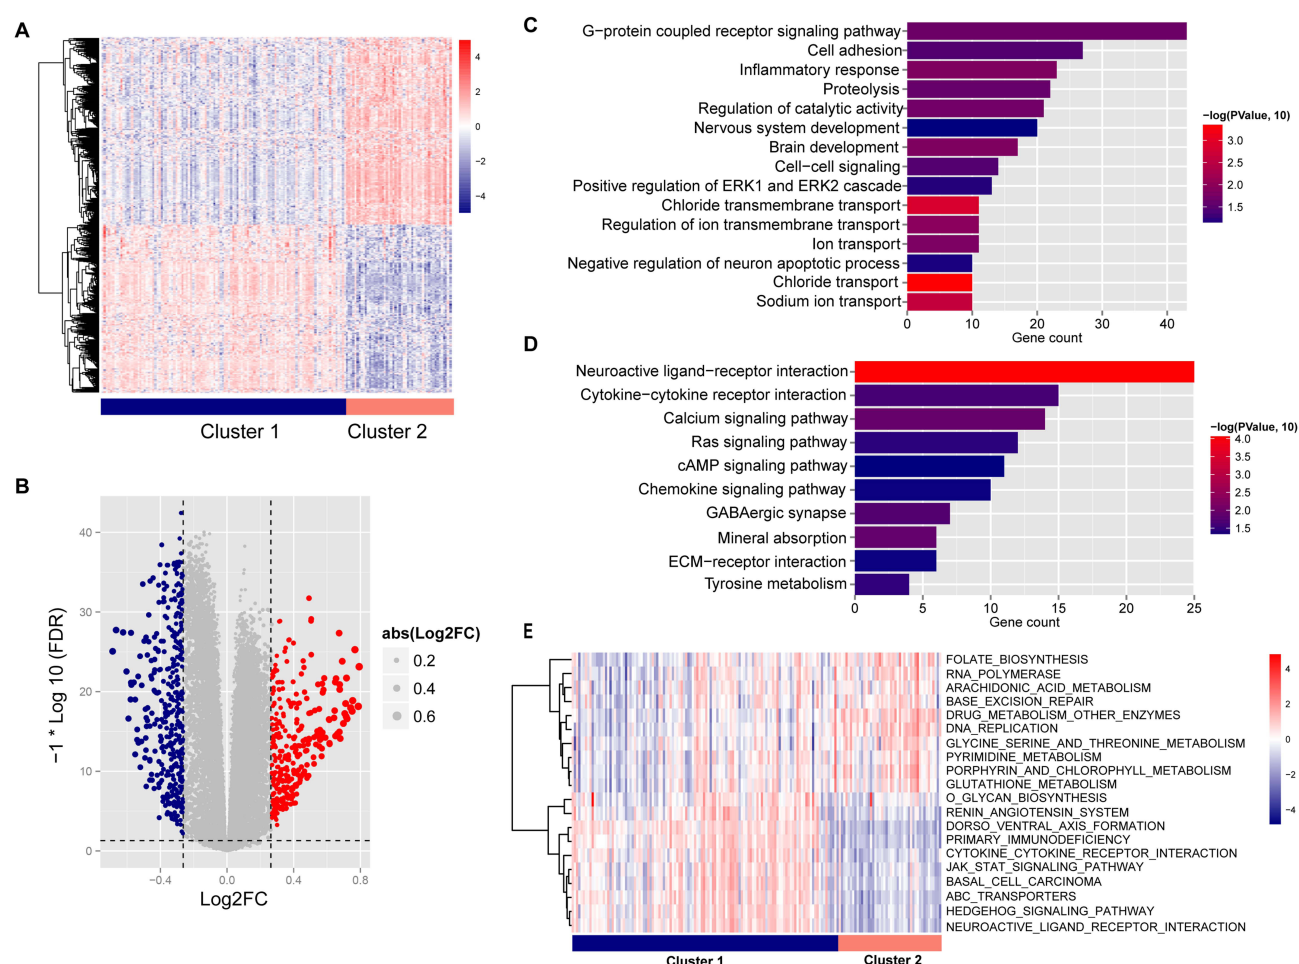 A
4
2
0
−2
−4
Cluster 1
Cluster 2
B
−1 * Log 10 (FDR)
40
30
20
10
0
−0.4
0.0
0.4
0.8
Log2FC
abs(Log2FC)
0.2
0.4
0.6
C
G−protein coupled receptor signaling pathway
Cell adhesion
Inflammatory response
Proteolysis
Regulation of catalytic activity
Nervous system development
Brain development
Cell−cell signaling
Positive regulation of ERK1 and ERK2 cascade
Chloride transmembrane transport
Regulation of ion transmembrane transport
Ion transport
Negative regulation of neuron apoptotic process
Chloride transport
Sodium ion transport
0
10
20
30
40
Gene count
−log(PValue, 10)
3.0
2.5
2.0
1.5
D
Neuroactive ligand−receptor interaction
Cytokine−cytokine receptor interaction
Calcium signaling pathway
Ras signaling pathway
cAMP signaling pathway
Chemokine signaling pathway
GABAergic synapse
Mineral absorption
ECM−receptor interaction
Tyrosine metabolism
0
5
10
15
20
25
Gene count
−log(PValue, 10)
4.0
3.5
3.0
2.5
2.0
1.5
E
FOLATE_BIOSYNTHESIS
RNA_POLYMERASE
ARACHIDONIC_ACID_METABOLISM
BASE_EXCISION_REPAIR
DRUG_METABOLISM_OTHER_ENZYMES
DNA_REPLICATION
GLYCINE_SERINE_AND_THREONINE_METABOLISM
PYRIMIDINE_METABOLISM
PORPHYRIN_AND_CHLOROPHYLL_METABOLISM
GLUTATHIONE_METABOLISM
O_GLYCAN_BIOSYNTHESIS
RENIN_ANGIOTENSIN_SYSTEM
DORSO_VENTRAL_AXIS_FORMATION
PRIMARY_IMMUNODEFICIENCY
CYTOKINE_CYTOKINE_RECEPTOR_INTERACTION
JAK_STAT_SIGNALING_PATHWAY
BASAL_CELL_CARCINOMA
ABC_TRANSPORTERS
HEDGEHOG_SIGNALING_PATHWAY
NEUROACTIVE_LIGAND_RECEPTOR_INTERACTION
4
2
0
−2
−4
Cluster 1
Cluster 2